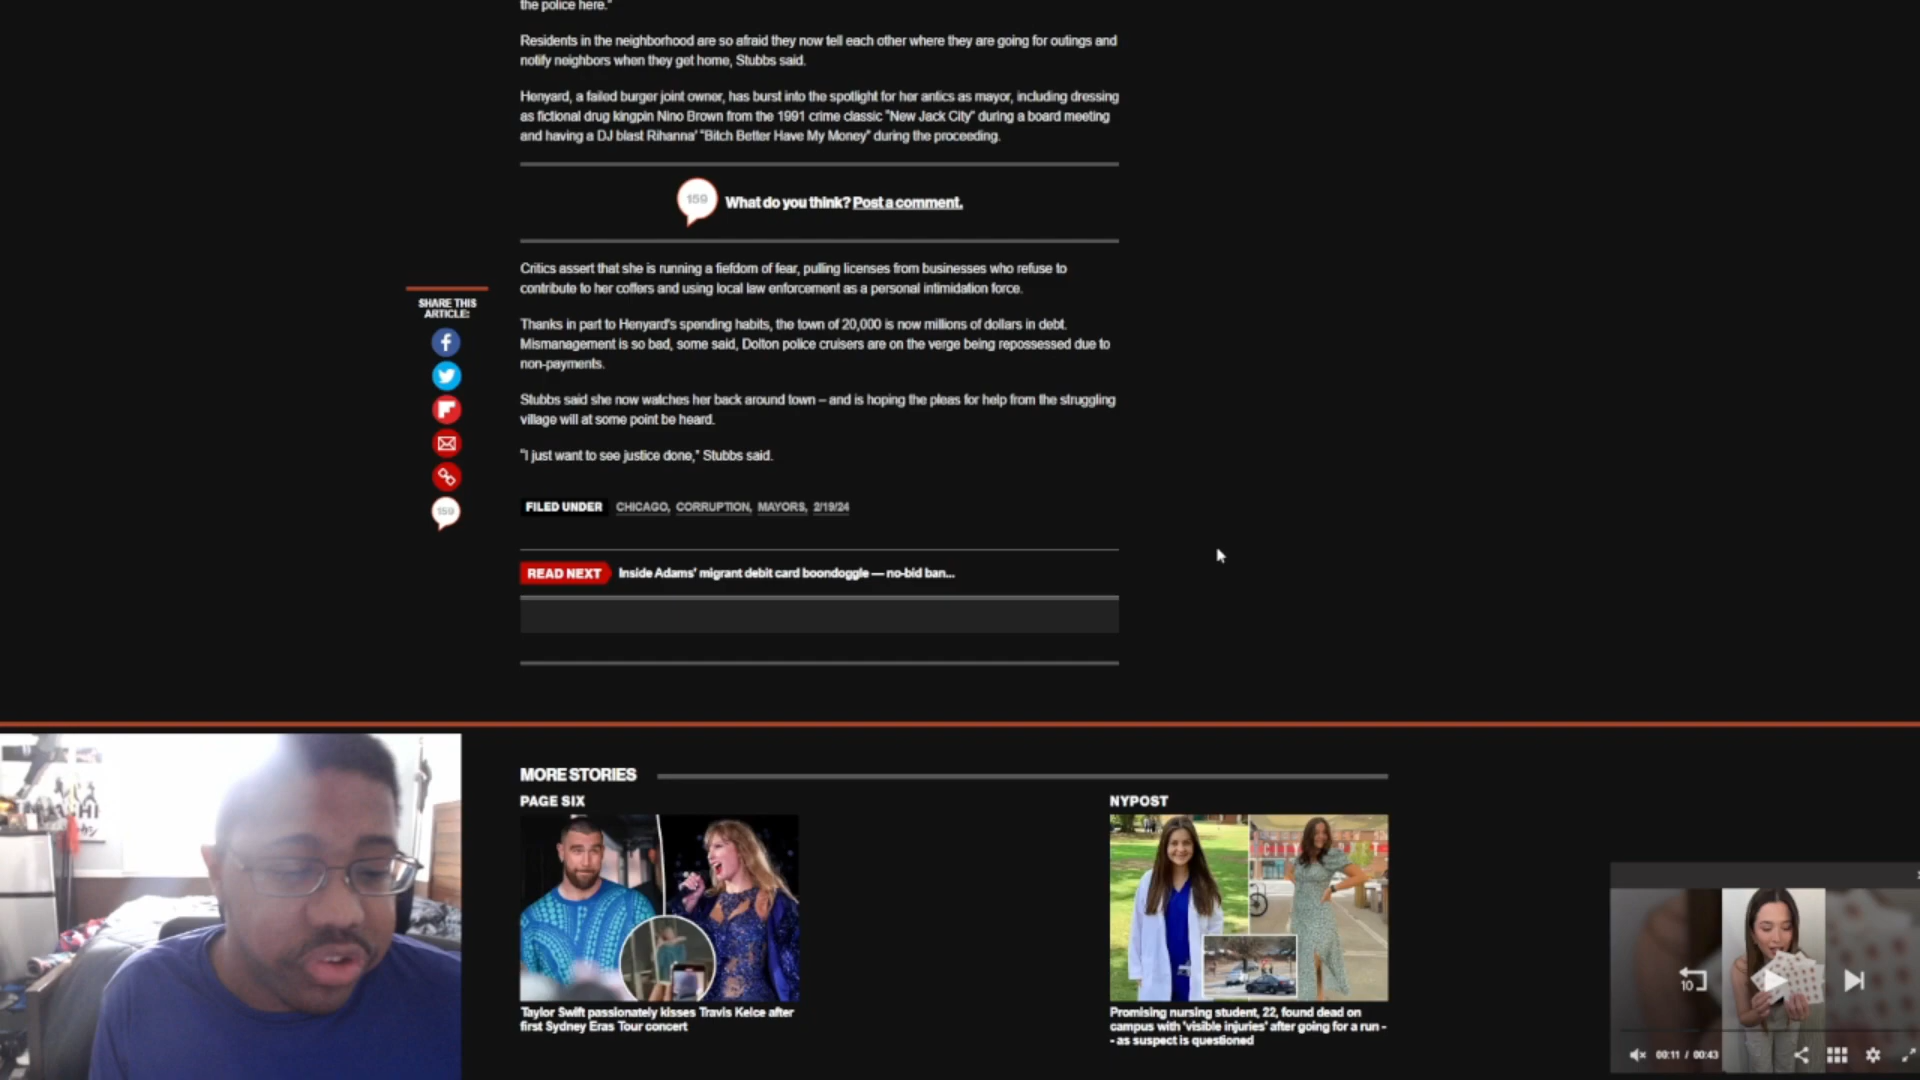 the police here."
Residents in the neighborhood are so afraid they now tell each other where they are going for outings and
notify neighbors when they get home, Stubbs said.
Henyard, a failed burger joint owner, has burst into the spotlight for her antics as mayor, including dressing
as fictional drug kingpin Nino Brown from the 1991 crime classic "New Jack City" during a board meeting
and having a DJ blast Rihanna' "Bitch Better Have My Money" during the proceeding.
159
What do you think? Post a comment.
Critics assert that she is running a fiefdom of fear, pulling licenses from businesses who refuse to
contribute to her coffers and using local law enforcement as a personal intimidation force.
SHARE THIS
ARTICLE:
Thanks in part to Henyard's spending habits, the town of 20,000 is now millions of dollars in debt.
Mismanagement is so bad, some said, Dolton police cruisers are on the verge being repossessed due to
non-payments.
Stubbs said she now watches her back around town – and is hoping the pleas for help from the struggling
village will at some point be heard.
"I just want to see justice done," Stubbs said.
159
FILED UNDER CHICAGO, CORRUPTION, MAYORS, 2/19/24
READ NEXT Inside Adams' migrant debit card boondoggle — no-bid ban...
MORE STORIES
PAGE SIX
NYPOST
Taylor Swift passionately kisses Travis Kelce after
first Sydney Eras Tour concert
Promising nursing student, 22, found dead on
campus with 'visible injuries' after going for a run -
- as suspect is questioned
10
00:11 / 00:43